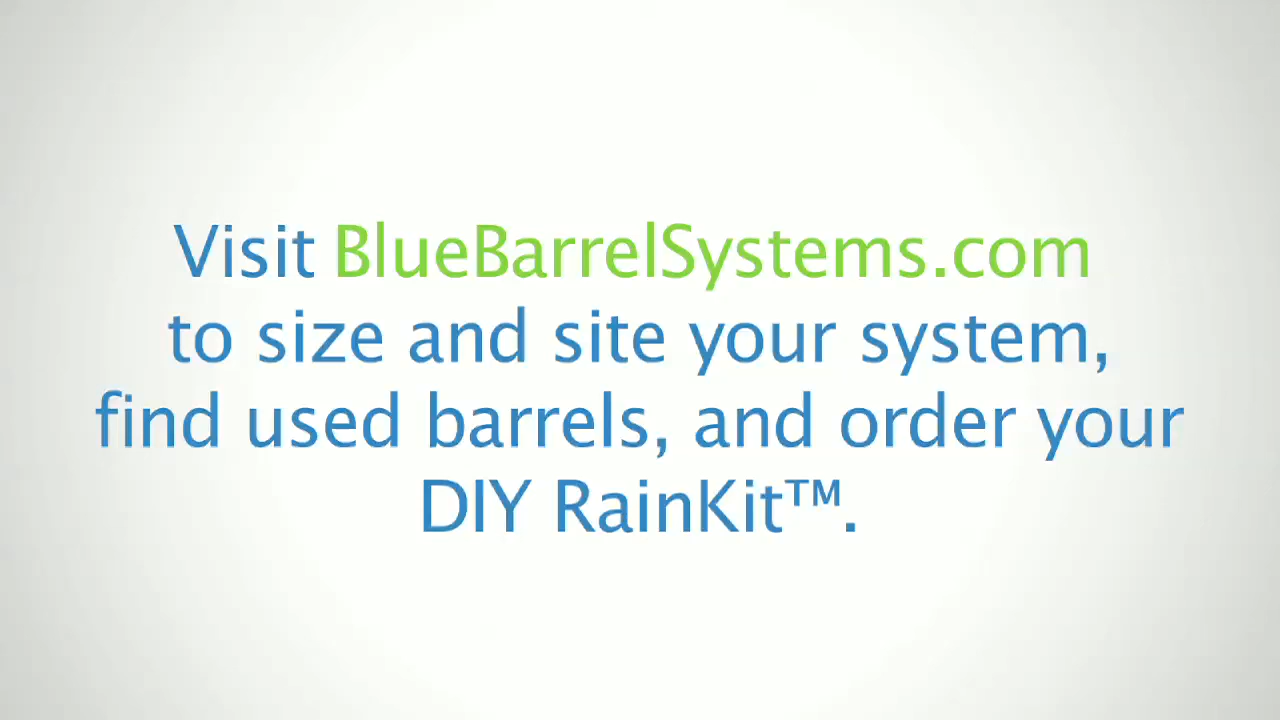 Visit BlueBarrelSystems.com
to size and site your system,
find used barrels, and order your
DIY RainKit™.